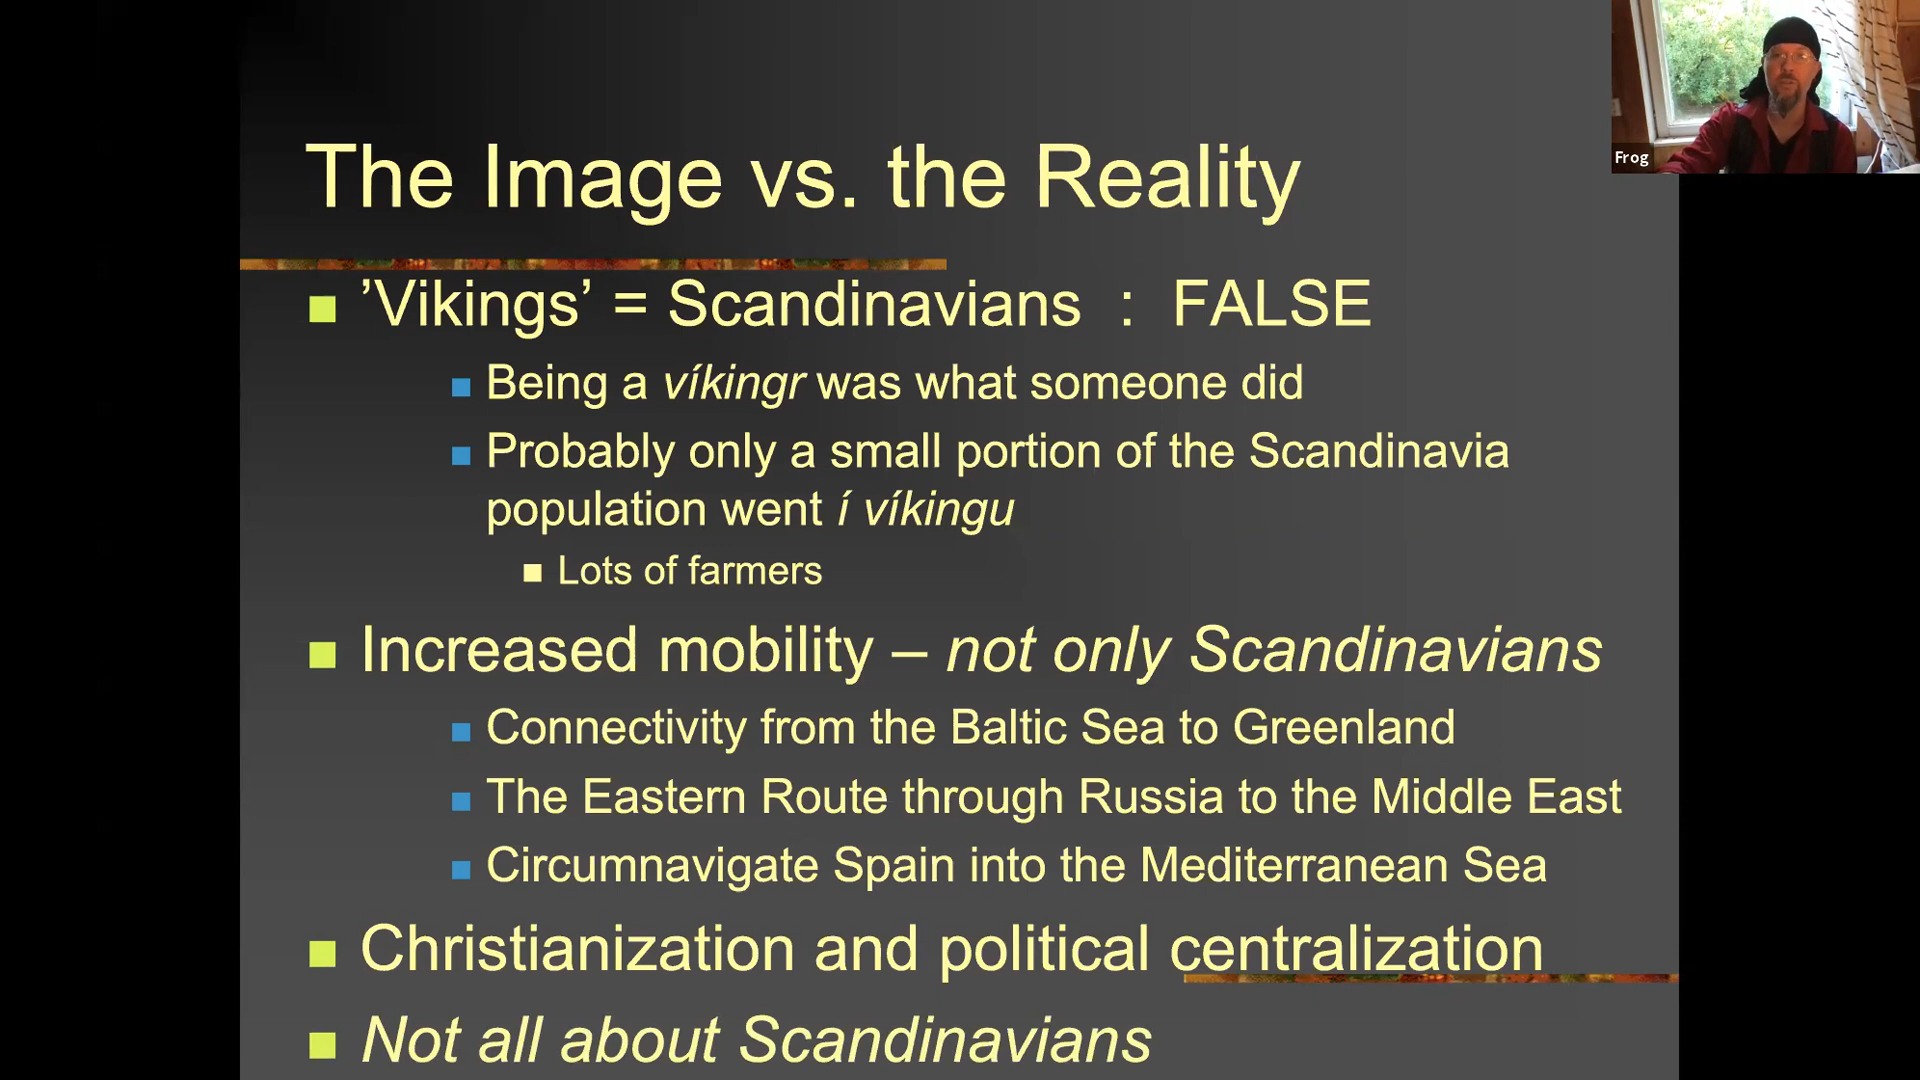 The Image vs. the Reality
Frog
’Vikings’ = Scandinavians : FALSE
Being a víkingr was what someone did
Probably only a small portion of the Scandinavia
population went í víkingu
Lots of farmers
Increased mobility – not only Scandinavians
Connectivity from the Baltic Sea to Greenland
The Eastern Route through Russia to the Middle East
Circumnavigate Spain into the Mediterranean Sea
Christianization and political centralization
Not all about Scandinavians